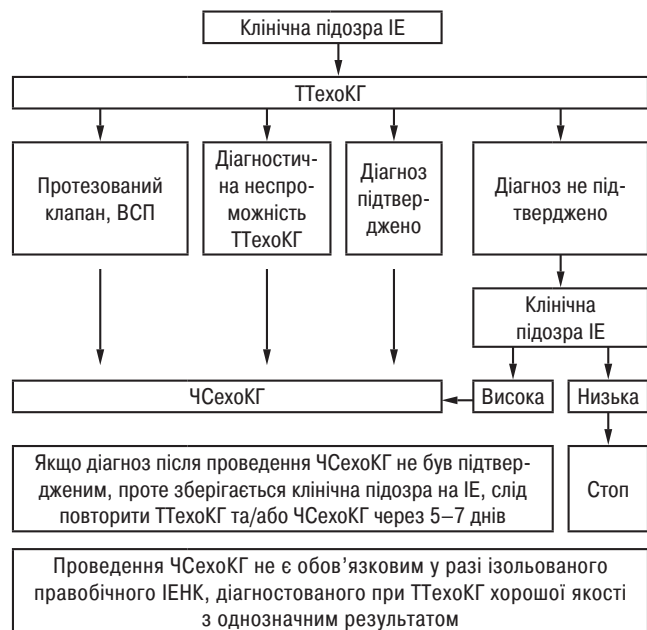 Клінічна підозра ІЕ
ТТехоКГ
Протезований
клапан, ВСП
Діагностич-
на неспро-
можність
ТТехоКГ
Діагноз
підтвер-
джено
Діагноз не під-
тверджено
Клінічна
підозра ІЕ
ЧСехоКГ
Висока
Низька
Якщо діагноз після проведення ЧСехоКГ не був підтвер-
дженим, проте зберігається клінічна підозра на ІЕ, слід
повторити ТТехоКГ та/або ЧСехоКГ через 5–7 днів
Стоп
Проведення ЧСехоКГ не є обов’язковим у разі ізольованого
правобічного ІЕНК, діагностованого при ТТехоКГ хорошої якості
з однозначним результатом